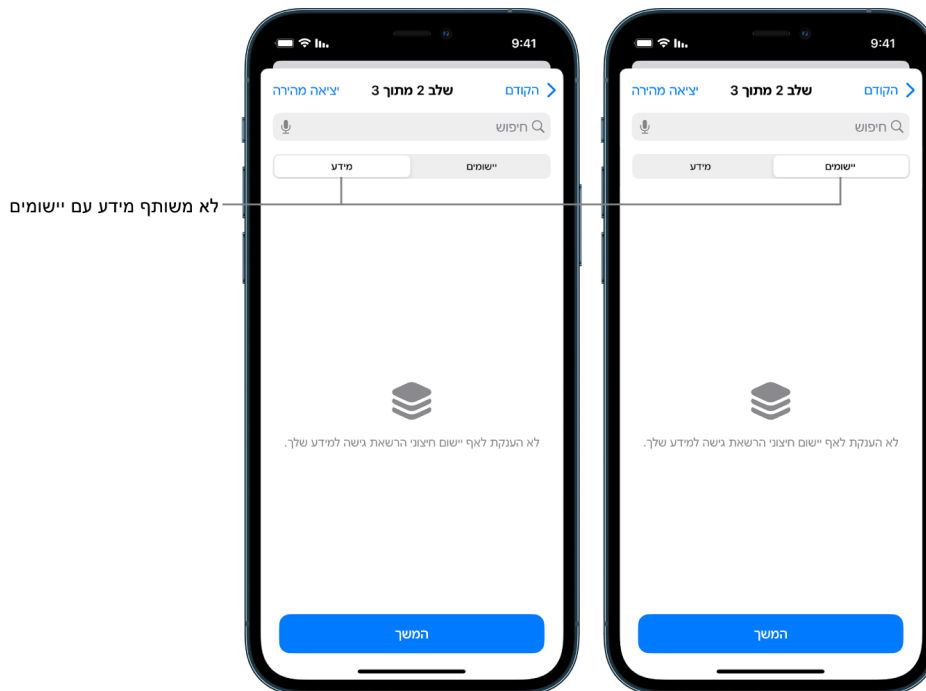 9:41
הקודם
שלב 2 מתוך 3
יציאה מהירה
חיפוש
יישומים
מידע
לא הענקת לאף יישום חיצוני הרשאת גישה למידע שלך.
המשך
9:41
הקודם
שלב 2 מתוך 3
יציאה מהירה
חיפוש
יישומים
מידע
לא הענקת לאף יישום חיצוני הרשאת גישה למידע שלך.
המשך
לא משותף מידע עם יישומים